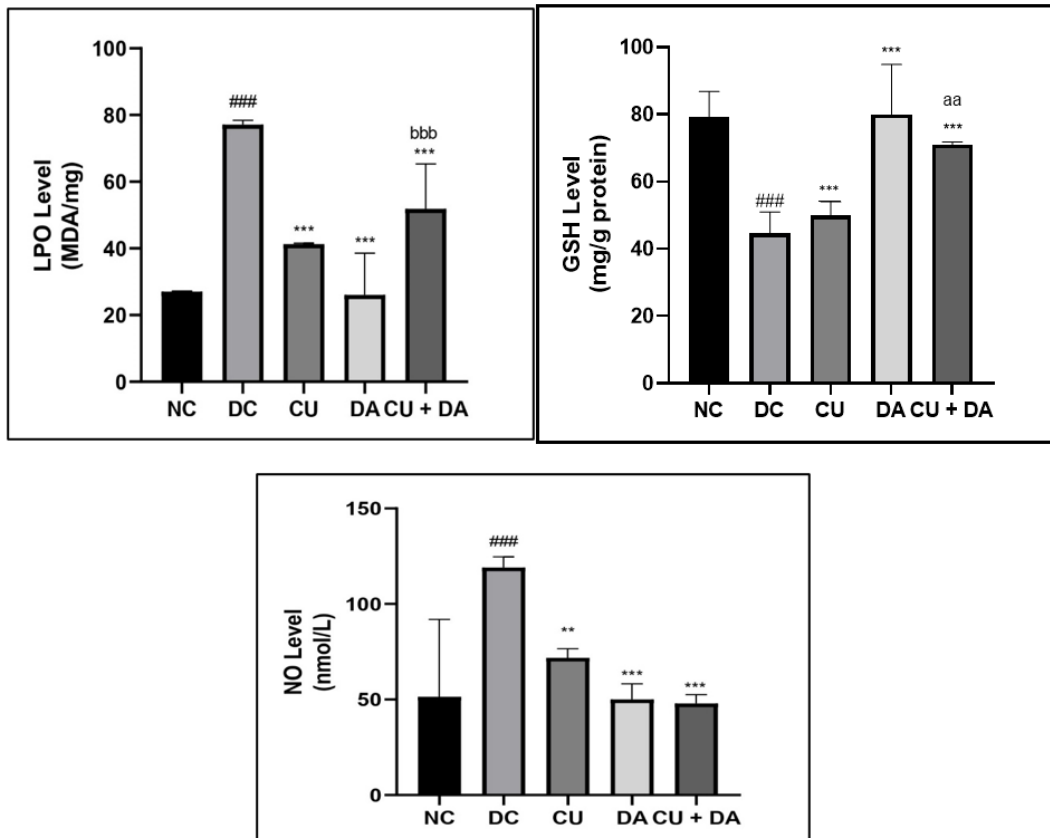 LPO Level
(MDA/mg)
100
80
60
40
20
0
###
***
***
bbb
***
NC DC CU DA CU + DA
GSH Level
(mg/g protein)
100
80
60
40
20
0
###
***
***
aa
***
NC DC CU DA CU + DA
NO Level
(nmol/L)
150
100
50
0
###
**
***
***
NC DC CU DA CU + DA